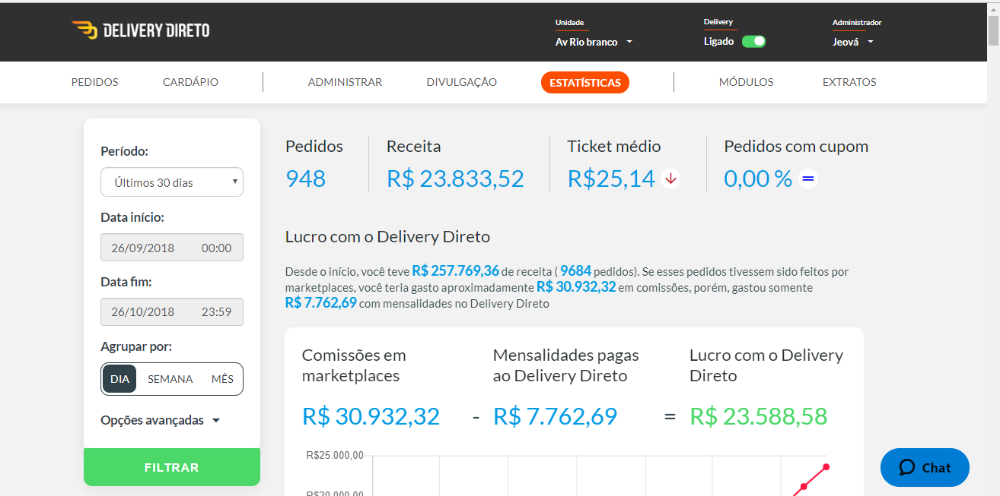 DELIVERY DIRETO
Unidade
Av Rio branco
Delivery
Ligado
Administrador
Jeová
PEDIDOS
CARDÁPIO
ADMINISTRAR
DIVULGAÇÃO
ESTATÍSTICAS
MÓDULOS
EXTRATOS
Período:
Últimos 30 dias
Data início:
26/09/2018 00:00
Data fim:
26/10/2018 23:59
Agrupar por:
DIA SEMANA MÊS
Opções avançadas
FILTRAR
Pedidos
948
Receita
R$ 23.833,52
Ticket médio
R$25,14
Pedidos com cupom
0,00 %
Lucro com o Delivery Direto
Desde o início, você teve R$ 257.769,36 de receita ( 9684 pedidos). Se esses pedidos tivessem sido feitos por
marketplaces, você teria gasto aproximadamente R$ 30.932,32 em comissões, porém, gastou somente
R$ 7.762,69 com mensalidades no Delivery Direto
Comissões em
marketplaces
R$ 30.932,32
-
Mensalidades pagas
ao Delivery Direto
R$ 7.762,69
=
Lucro com o Delivery
Direto
R$ 23.588,58
R$25.000,00
R$20.000,00
Chat